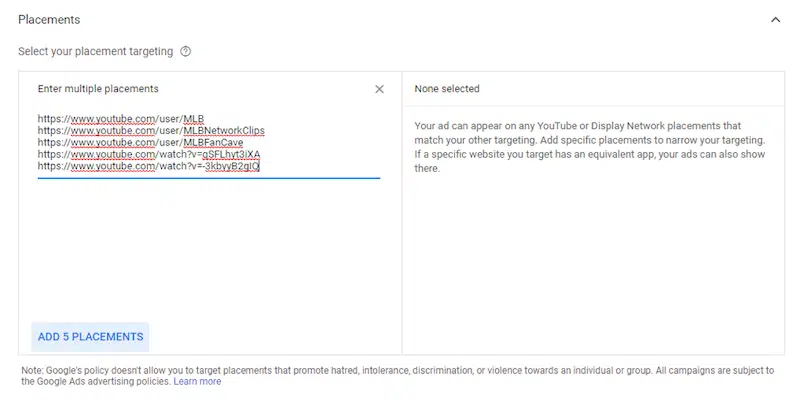 Placements
Select your placement targeting
Enter multiple placements
None selected
https://www.youtube.com/user/MLB
https://www.youtube.com/user/MLBNetworkClips
https://www.youtube.com/user/MLBFanCave
https://www.youtube.com/watch?v=qSFLhyt3iXA
https://www.youtube.com/watch?v=-3kbyyB2gIQ
Your ad can appear on any YouTube or Display Network placements that
match your other targeting. Add specific placements to narrow your targeting.
If a specific website you target has an equivalent app, your ads can also show
there.
ADD 5 PLACEMENTS
Note: Google's policy doesn't allow you to target placements that promote hatred, intolerance, discrimination, or violence towards an individual or group. All campaigns are subject to
the Google Ads advertising policies. Learn more